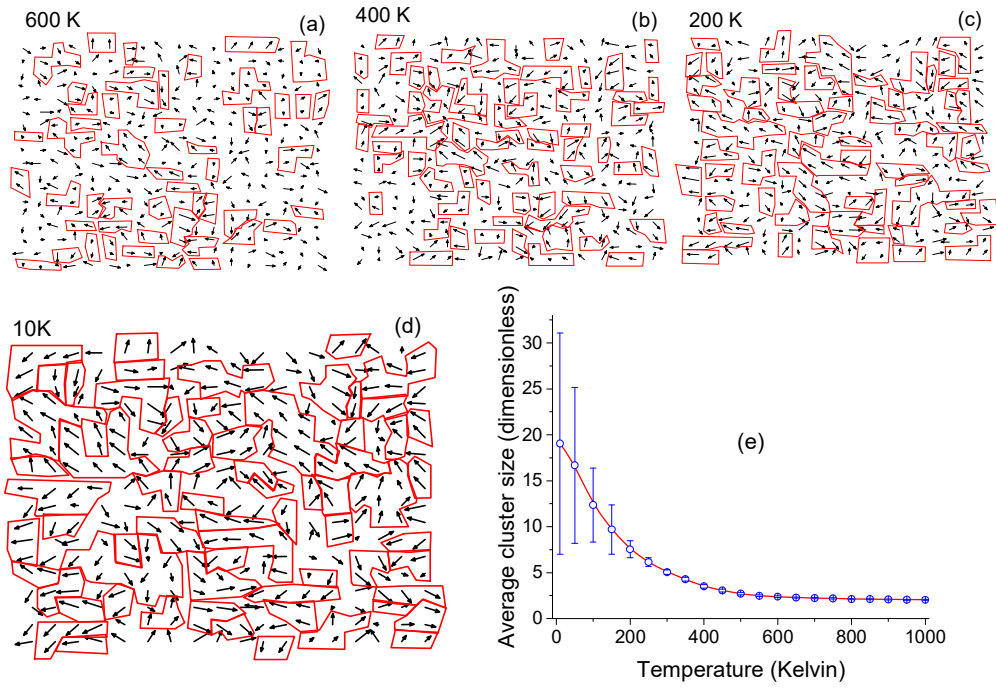 600 K
(a)
400 K
(b)
200 K
(c)
10K
(d)
(e)
Average cluster size (dimensionless)
30
25
20
15
10
5
0
0
200
400
600
800
1000
Temperature (Kelvin)